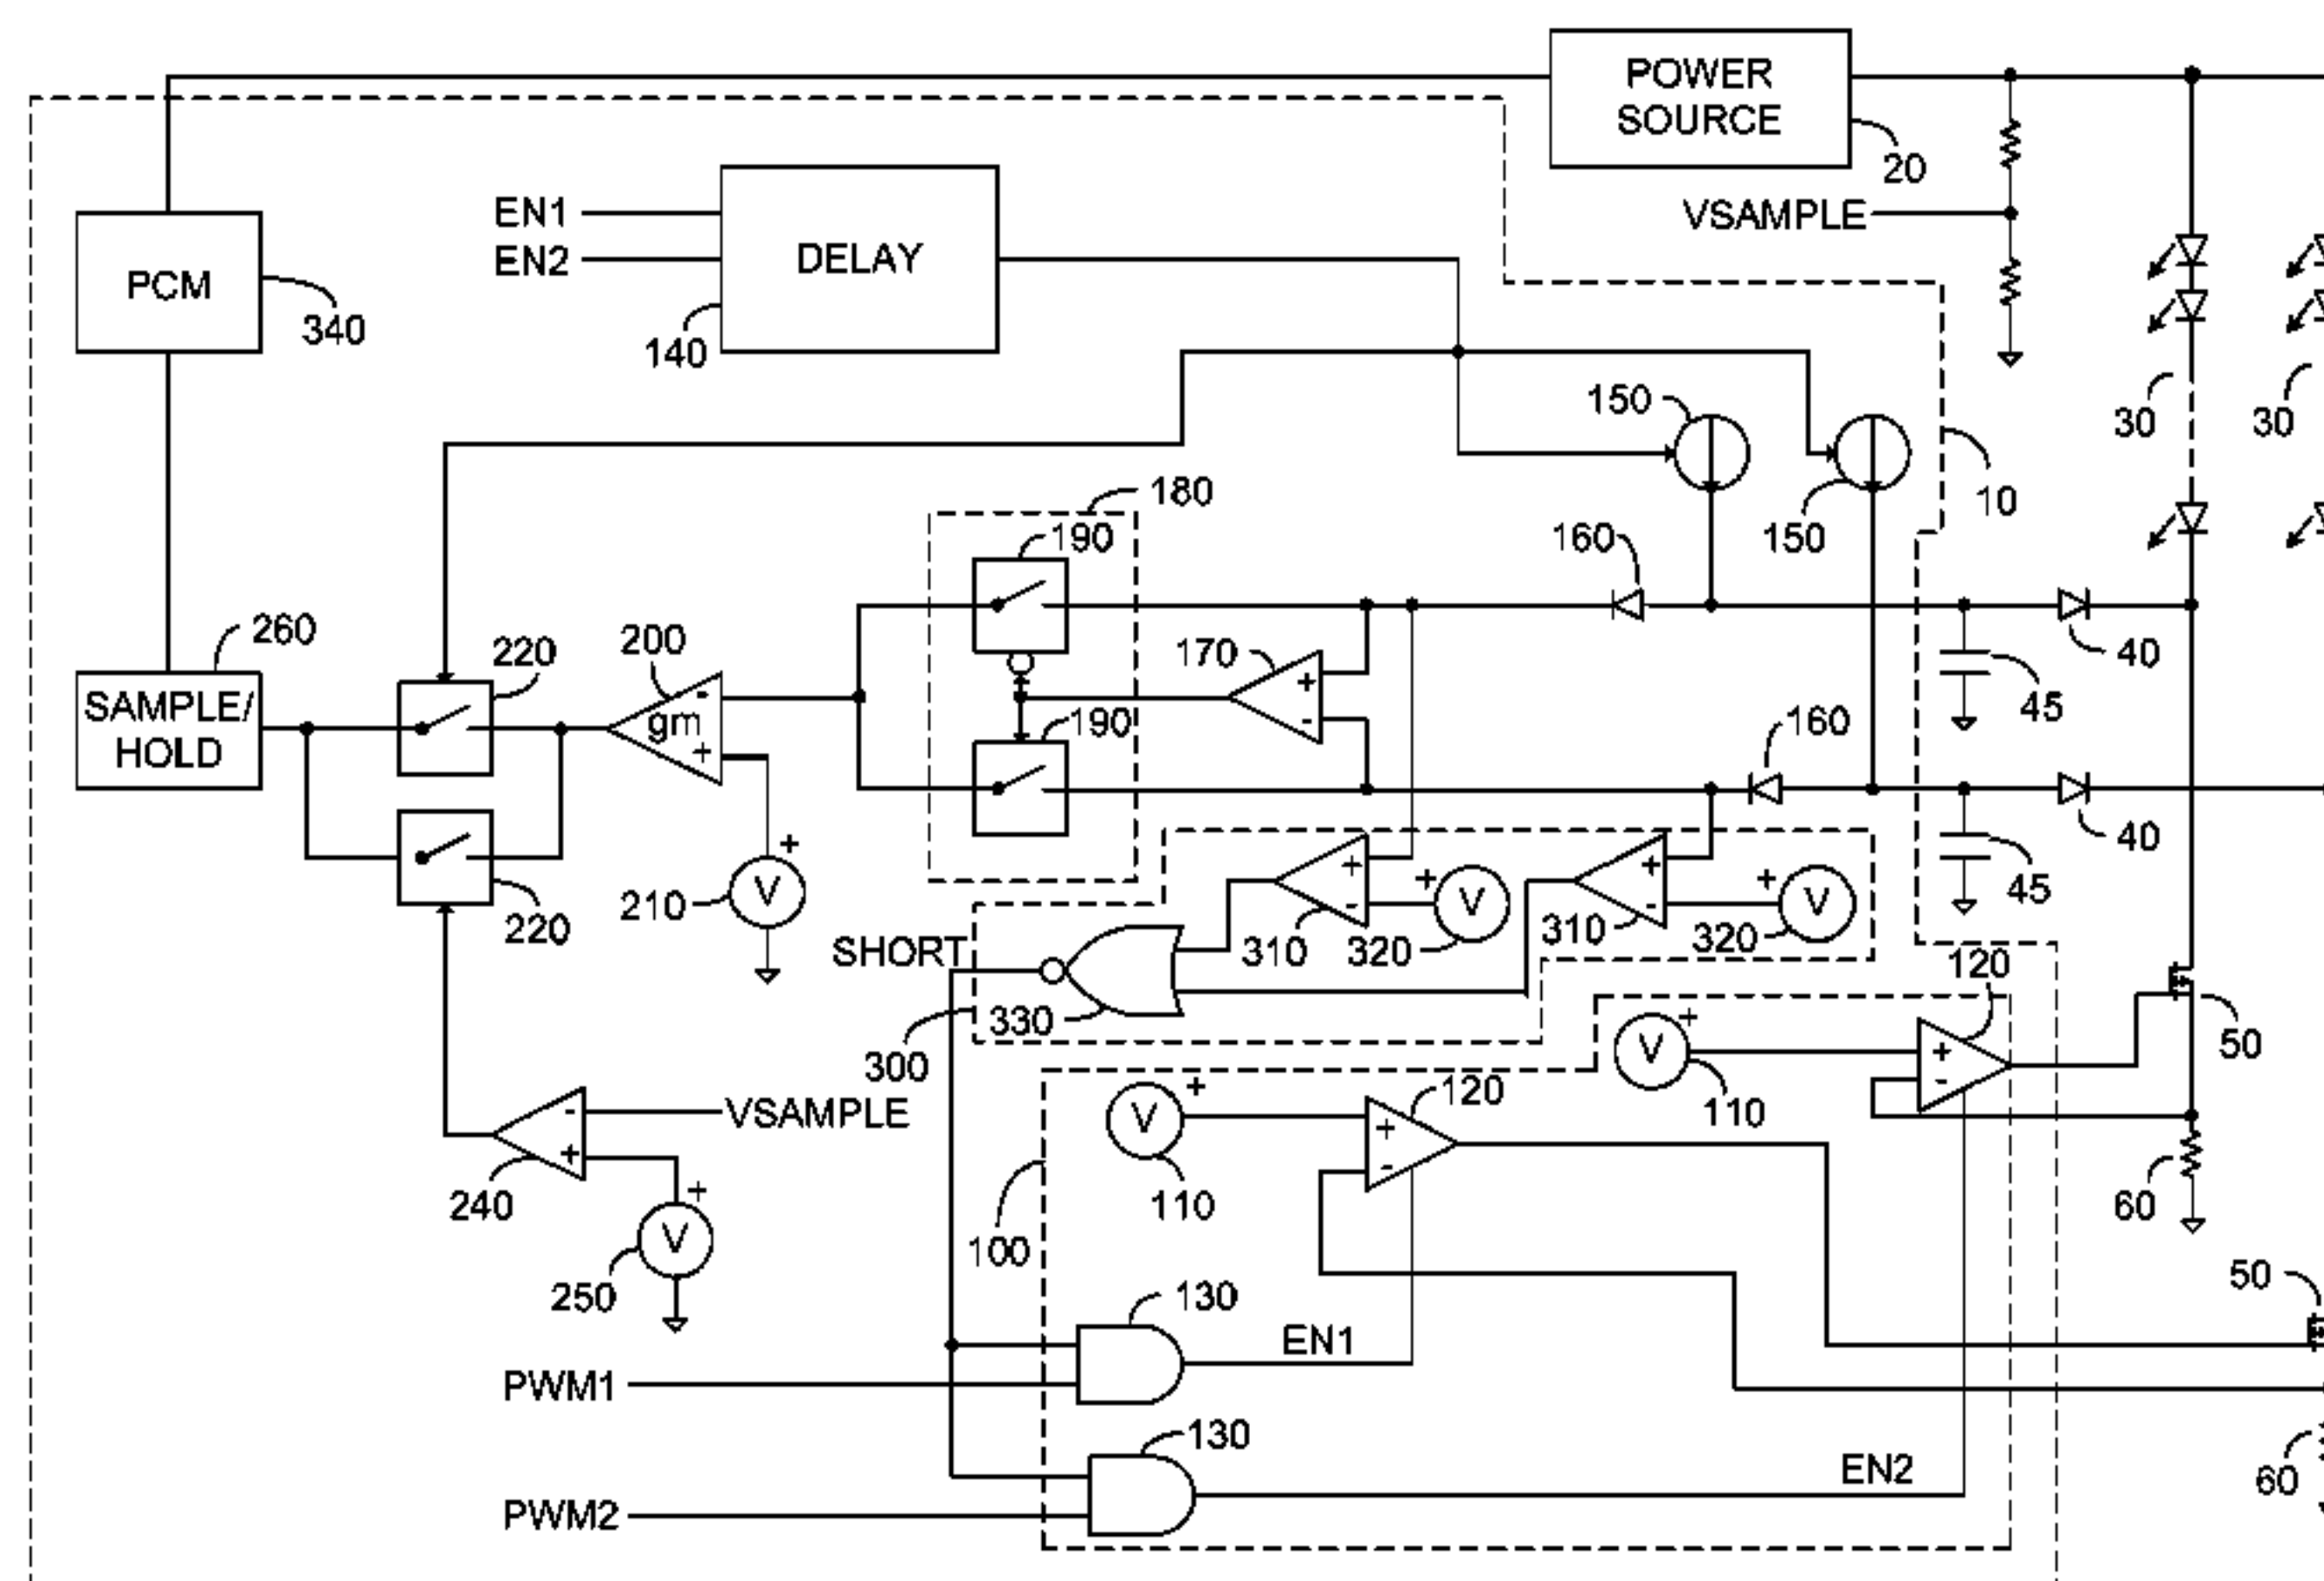 POWER
SOURCE
20
VSAMPLE
EN1
EN2
DELAY
140
PCM
340
30
30
150
150
10
180
190
160
260
220
200
170
40
45
SAMPLE/
HOLD
-
gm
+
+
-
190
160
40
45
+
V
210
220
+
-
+
V
+
-
+
V
310
320
310
320
SHORT
330
300
120
50
V
+
110
+
-
V
+
110
120
+
-
100
-
VSAMPLE
+
240
+
V
250
60
50
130
EN1
PWM1
130
EN2
PWM2
60